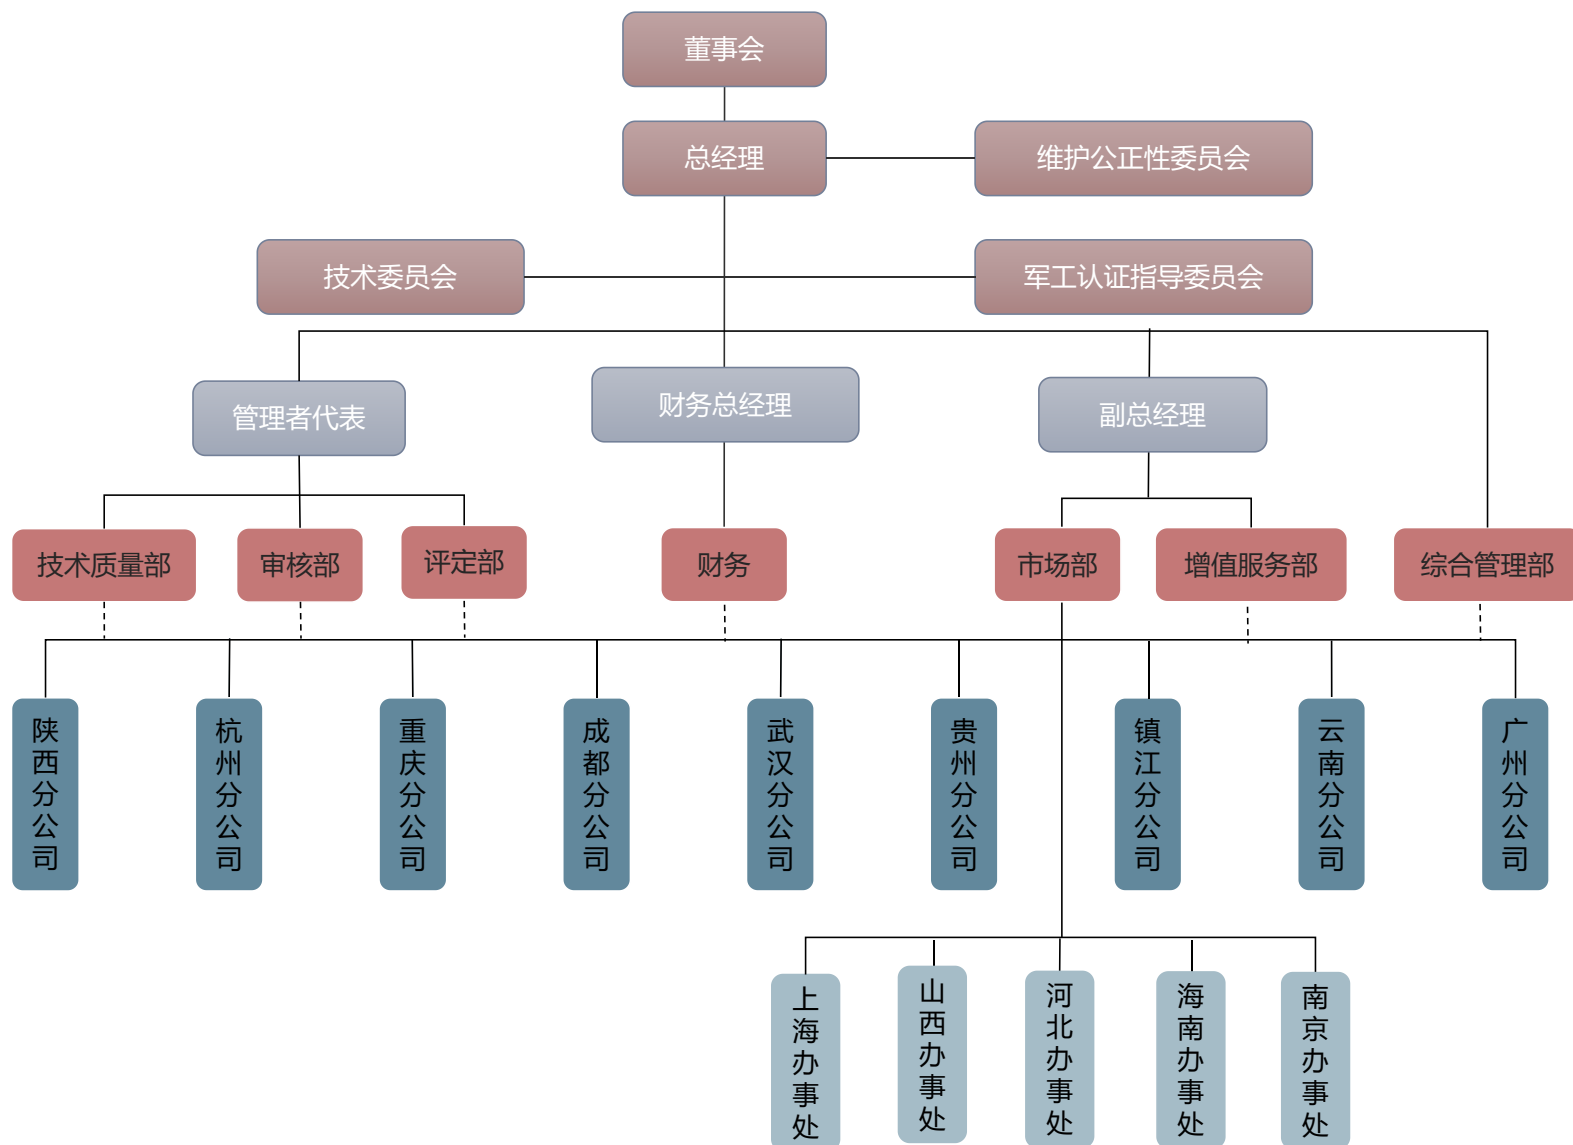 董事会
总经理
维护公正性委员会
技术委员会
军工认证指导委员会
管理者代表
财务总经理
副总经理
技术质量部
审核部
评定部
财务
市场部
增值服务部
综合管理部
陕西分公司
杭州分公司
重庆分公司
成都分公司
武汉分公司
贵州分公司
镇江分公司
云南分公司
广州分公司
上海办事处
山西办事处
河北办事处
海南办事处
南京办事处